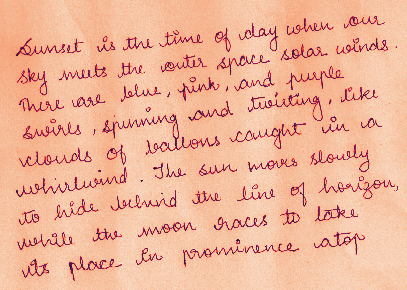 Sunset is the time of day when our
sky meets the outer space solar winds.
There are blue, pink, and purple
swirls, spinning and twisting, like
clouds of balloons caught in a
whirlwind. The sun moves slowly
to hide behind the line of horizon,
while the moon races to take
its place in prominence atop